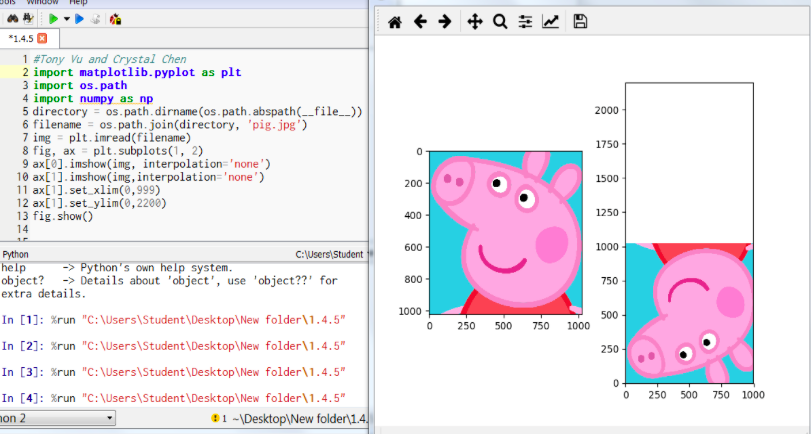 ools Window Help
*1.4.5
1 #Tony Vu and Crystal Chen
2 import matplotlib.pyplot as plt
3 import os.path
4 import numpy as np
5 directory = os.path.dirname(os.path.abspath(__file__))
6 filename = os.path.join(directory, 'pig.jpg')
7 img = plt.imread(filename)
8 fig, ax = plt.subplots(1, 2)
9 ax[0].imshow(img, interpolation='none')
10 ax[1].imshow(img,interpolation='none')
11 ax[1].set_xlim(0,999)
12 ax[1].set_ylim(0,2200)
13 fig.show()
14
15
Python C:\Users\Student
help -> Python's own help system.
object? -> Details about 'object', use 'object??' for
extra details.
In [1]: %run "C:\Users\Student\Desktop\New folder\1.4.5"
In [2]: %run "C:\Users\Student\Desktop\New folder\1.4.5"
In [3]: %run "C:\Users\Student\Desktop\New folder\1.4.5"
In [4]: %run "C:\Users\Student\Desktop\New folder\1.4.5"
hon 2
1 ~\Desktop\New folder\1.4.
0
200
400
600
800
1000
0 250 500 750 1000
2000
1750
1500
1250
1000
750
500
250
0
0 250 500 750 1000